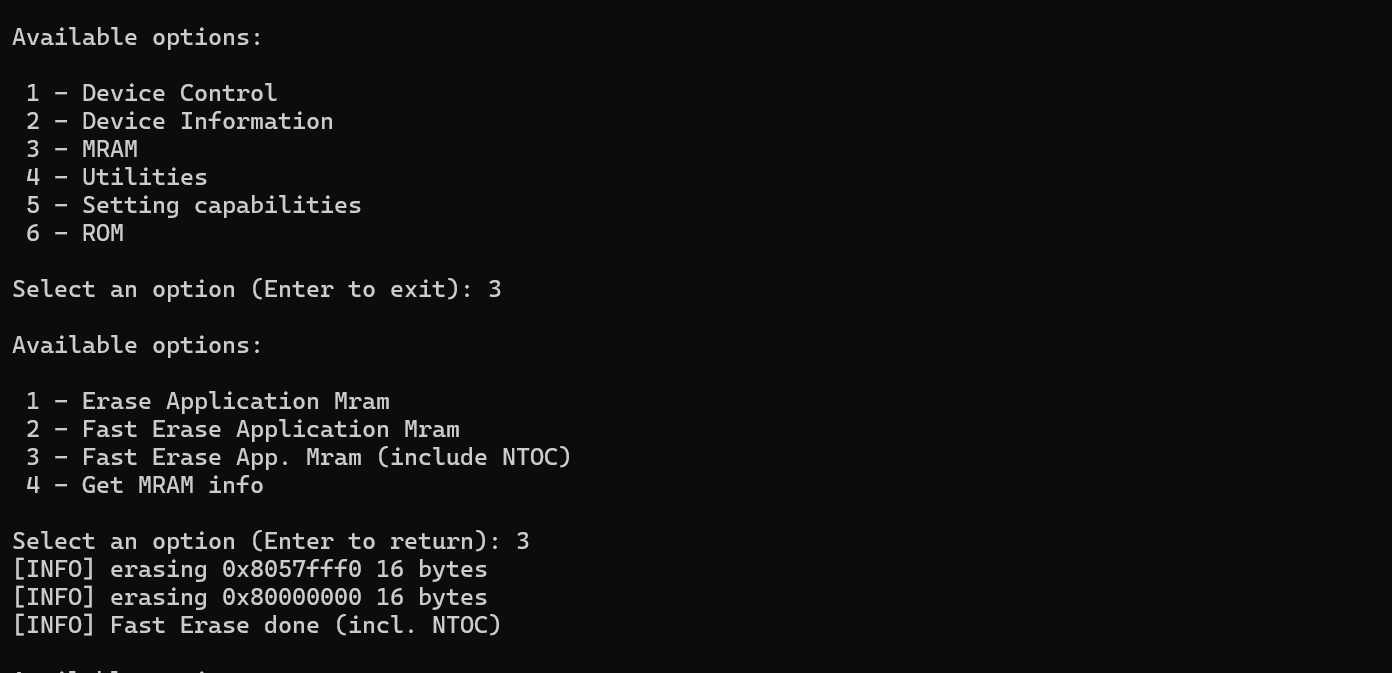 Available options:
1 - Device Control
2 - Device Information
3 - MRAM
4 - Utilities
5 - Setting capabilities
6 - ROM
Select an option (Enter to exit): 3
Available options:
1 - Erase Application Mram
2 - Fast Erase Application Mram
3 - Fast Erase App. Mram (include NTOC)
4 - Get MRAM info
Select an option (Enter to return): 3
[INFO] erasing 0x8057fff0 16 bytes
[INFO] erasing 0x80000000 16 bytes
[INFO] Fast Erase done (incl. NTOC)